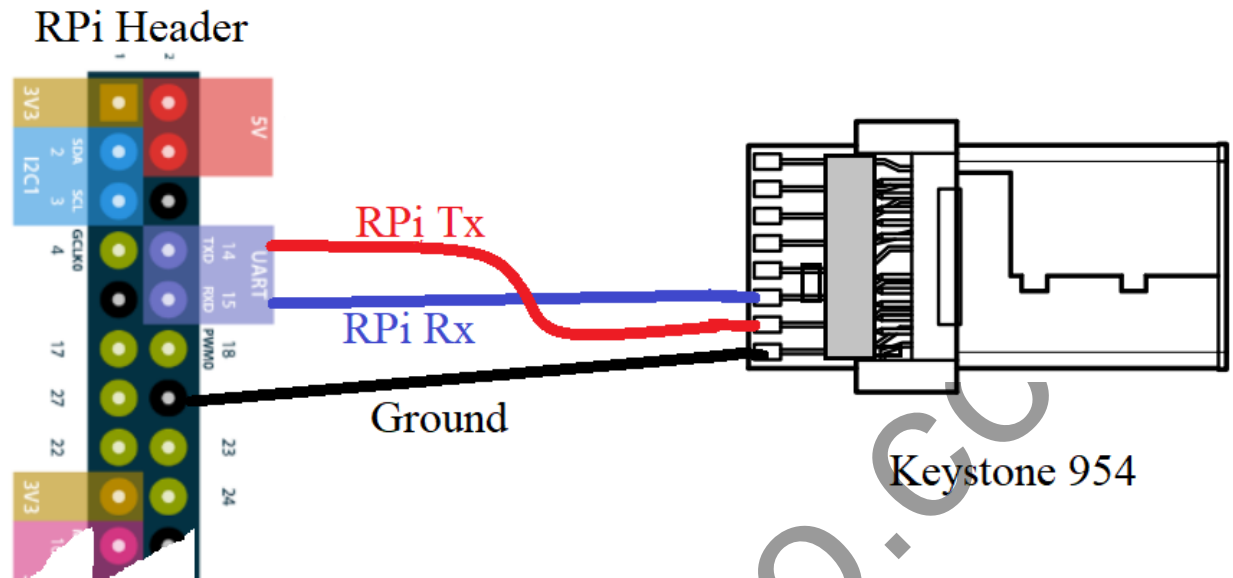 RPi Header
1 2
3V3
5V
I2C1
2 SDA
3 SCL
4 GCLK0
14 TXD
15 RXD
UART
RPi Tx
RPi Rx
17
18 PWM0
27
Ground
22
23
3V3
24
Keystone 954